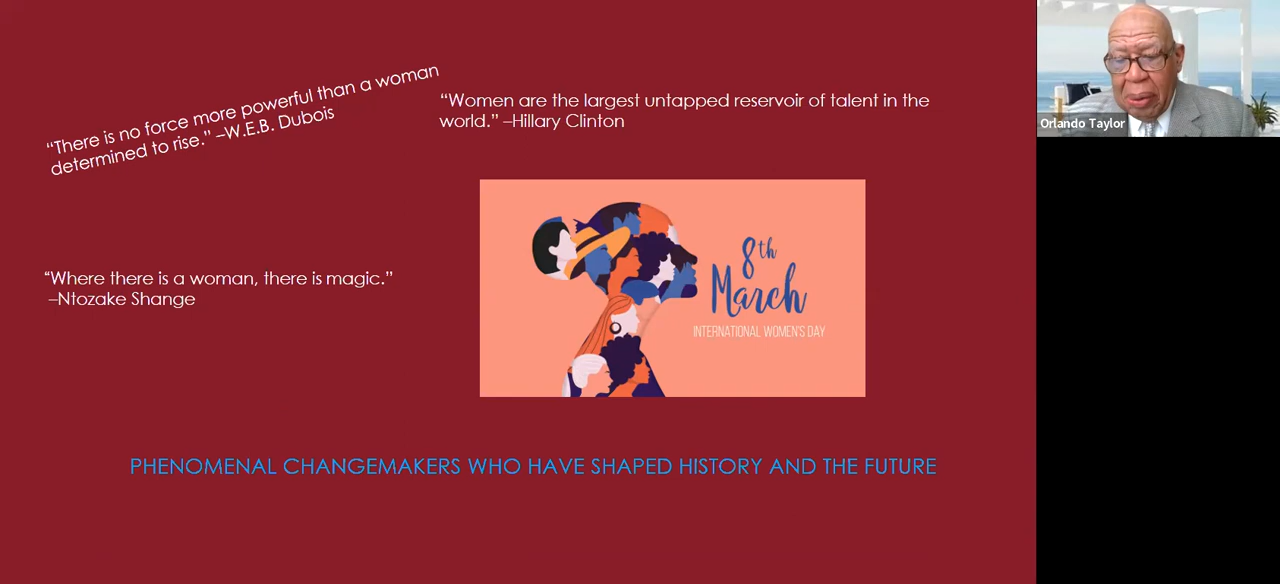 “There is no force more powerful than a woman
determined to rise.” –W.E.B. Dubois
“Women are the largest untapped reservoir of talent in the
world.” –Hillary Clinton
Orlando Taylor
“Where there is a woman, there is magic.”
–Ntozake Shange
8th
March
INTERNATIONAL WOMEN'S DAY
PHENOMENAL CHANGEMAKERS WHO HAVE SHAPED HISTORY AND THE FUTURE